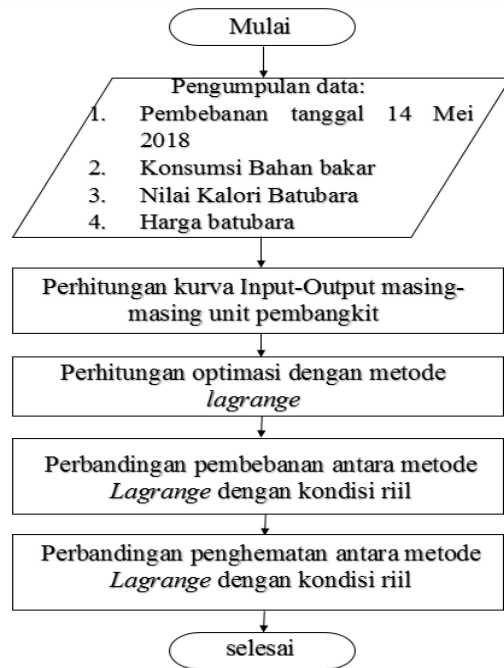 Mulai
Pengumpulan data:
1. Pembebanan tanggal 14 Mei
2018
2. Konsumsi Bahan bakar
3. Nilai Kalori Batubara
4. Harga batubara
Perhitungan kurva Input-Output masing-
masing unit pembangkit
Perhitungan optimasi dengan metode
lagrange
Perbandingan pembebanan antara metode
Lagrange dengan kondisi riil
Perbandingan penghematan antara metode
Lagrange dengan kondisi riil
selesai